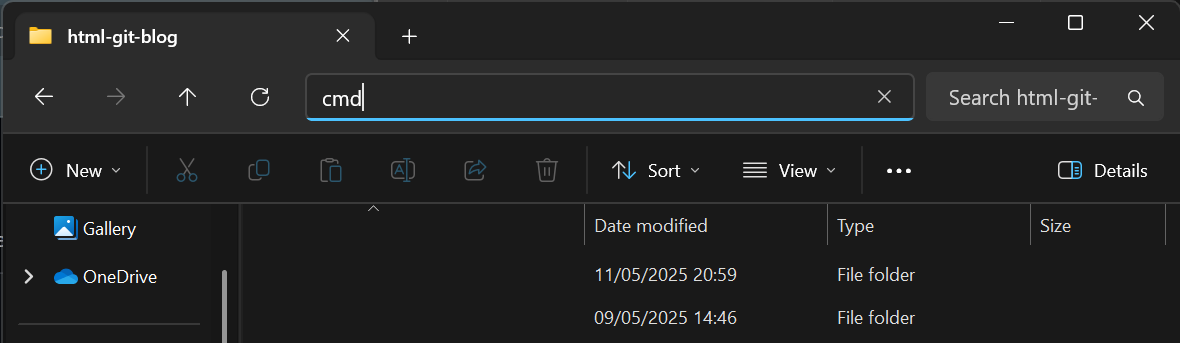 html-git-blog
cmd
Search html-git-
New
Sort
View
Details
Gallery
Date modified
Type
Size
OneDrive
11/05/2025 20:59
File folder
09/05/2025 14:46
File folder